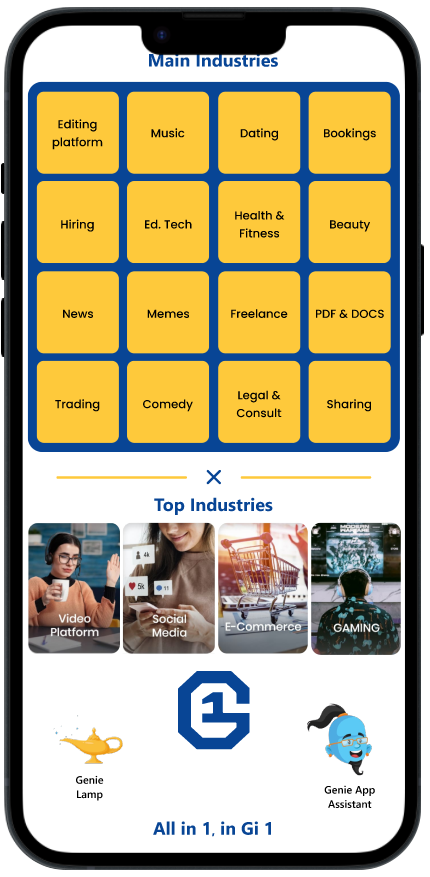 Main Industries
Editing
platform
Music
Dating
Bookings
Hiring
Ed. Tech
Health &
Fitness
Beauty
News
Memes
Freelance
PDF & DOCS
Trading
Comedy
Legal &
Consult
Sharing
Top Industries
4k
5k
11
MODERN
WARFARE
Video
Platform
Social
Media
E-Commerce
GAMING
G1
Genie
Lamp
Genie App
Assistant
All in 1, in Gi 1